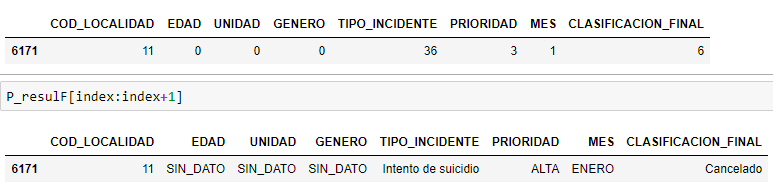 COD_LOCALIDAD EDAD UNIDAD GENERO TIPO_INCIDENTE PRIORIDAD MES CLASIFICACION_FINAL
6171 11 0 0 0 36 3 1 6
P_resulF[index:index+1]
COD_LOCALIDAD EDAD UNIDAD GENERO TIPO_INCIDENTE PRIORIDAD MES CLASIFICACION_FINAL
6171 11 SIN_DATO SIN_DATO SIN_DATO Intento de suicidio ALTA ENERO Cancelado